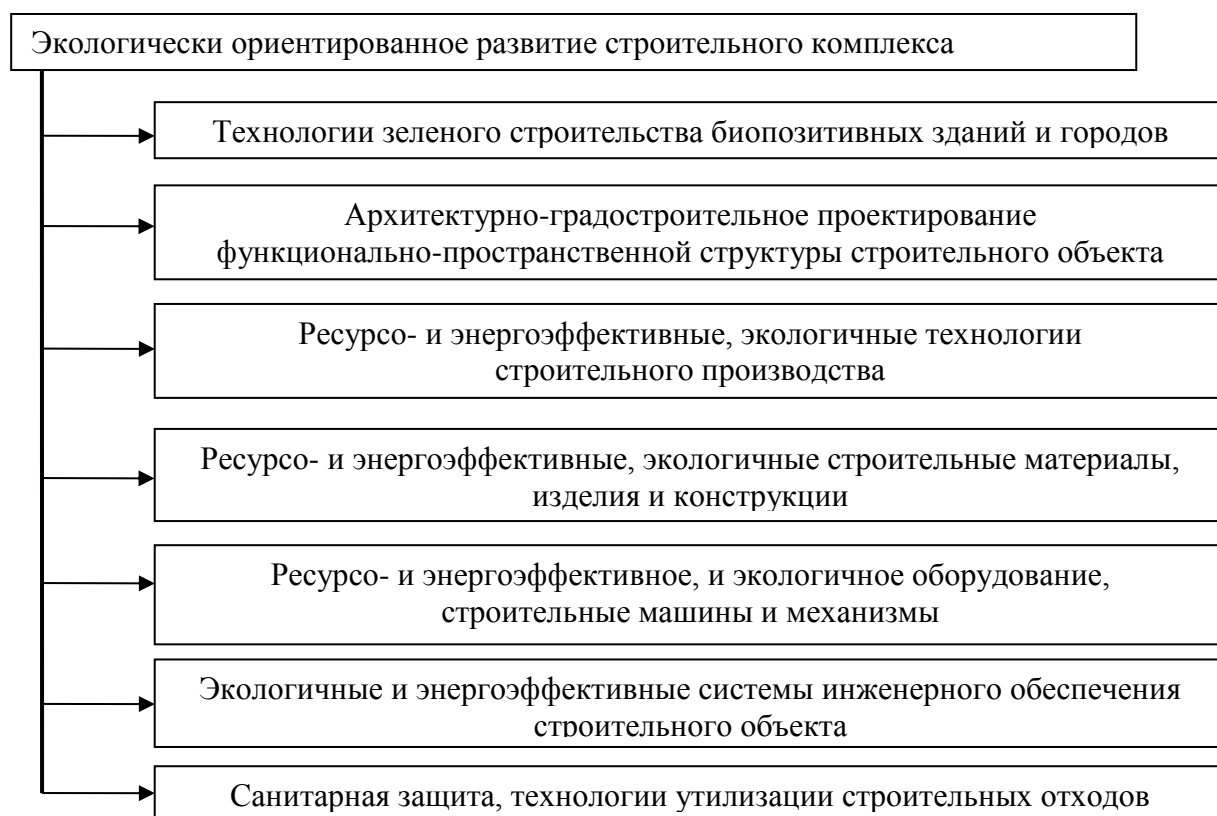 Экологически ориентированное развитие строительного комплекса
Технологии зеленого строительства биопозитивных зданий и городов
Архитектурно-градостроительное проектирование
функционально-пространственной структуры строительного объекта
Ресурсо- и энергоэффективные, экологичные технологии
строительного производства
Ресурсо- и энергоэффективные, экологичные строительные материалы,
изделия и конструкции
Ресурсо- и энергоэффективное, и экологичное оборудование,
строительные машины и механизмы
Экологичные и энергоэффективные системы инженерного обеспечения
строительного объекта
Санитарная защита, технологии утилизации строительных отходов